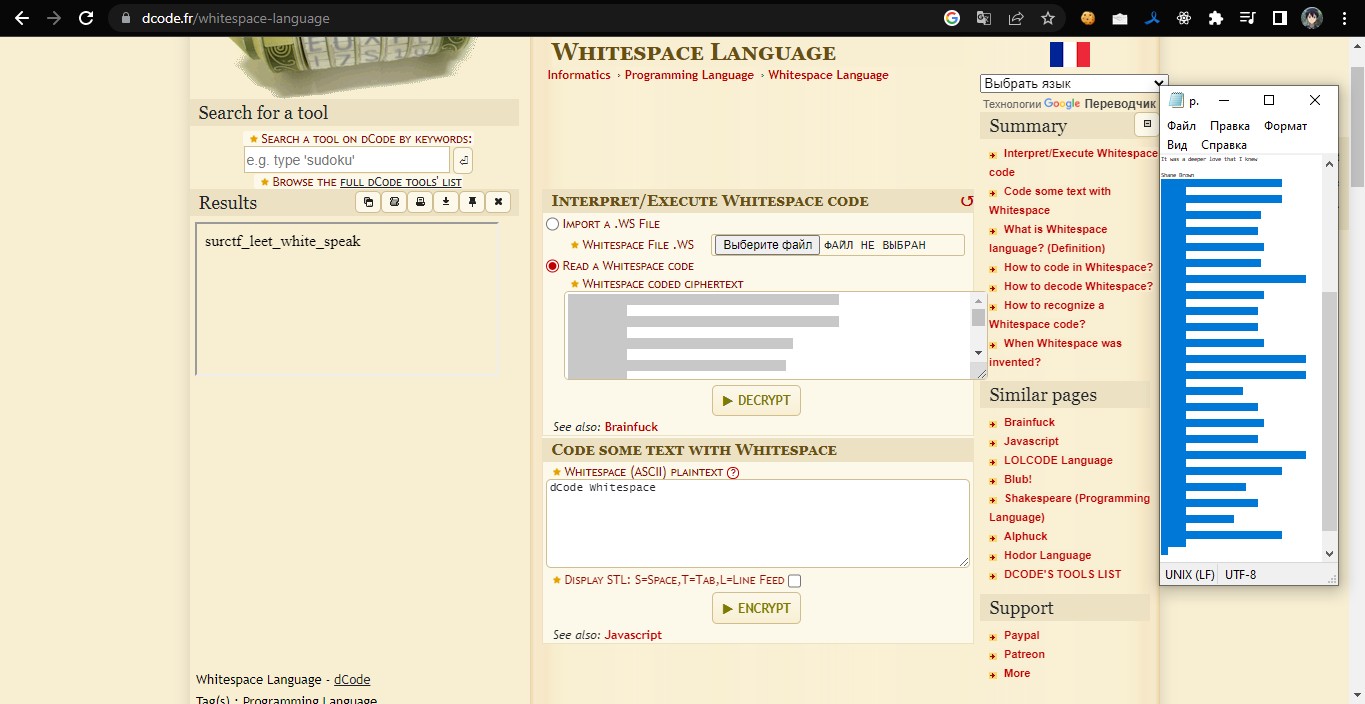 dcode.fr/whitespace-language
Search for a tool
Search a tool on dCode by keywords:
e.g. type 'sudoku'
Browse the full dCode tools' list
Results
surctf_leet_white_speak
Whitespace Language - dCode
Tag(s) : Programming Language
Whitespace Language
Informatics › Programming Language › Whitespace Language
Interpret/Execute Whitespace code
Import a .WS File
Whitespace File .WS
Выберите файл ФАЙЛ НЕ ВЫБРАН
Read a Whitespace code
Whitespace coded ciphertext
► DECRYPT
See also: Brainfuck
Code some text with Whitespace
Whitespace (ASCII) plaintext ?
dCode Whitespace
Display STL: S=Space,T=Tab,L=Line Feed
► ENCRYPT
See also: Javascript
Выбрать язык
Технологии Google Переводчик
Summary
Interpret/Execute Whitespace
code
Code some text with
Whitespace
What is Whitespace
language? (Definition)
How to code in Whitespace?
How to decode Whitespace?
How to recognize a
Whitespace code?
When Whitespace was
invented?
Similar pages
Brainfuck
Javascript
LOLCODE Language
Blub!
Shakespeare (Programming
Language)
Alphuck
Hodor Language
DCODE'S TOOLS LIST
Support
Paypal
Patreon
More
p.
Файл Правка Формат
Вид Справка
It was a deeper love that I knew
Shane Brown
UNIX (LF) UTF-8